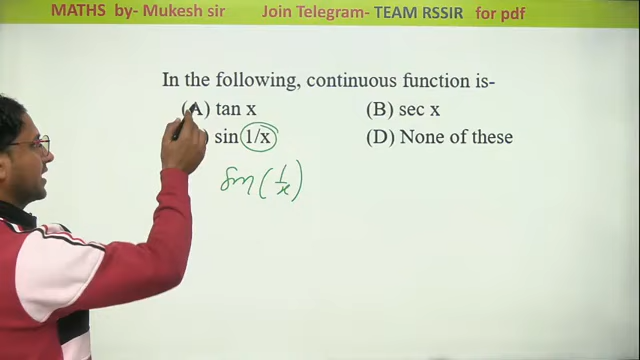 MATHS by- Mukesh sir Join Telegram- TEAM RSSIR for pdf
In the following, continuous function is-
(A) tan x (B) sec x
sin 1/x (D) None of these
sin (1/x)